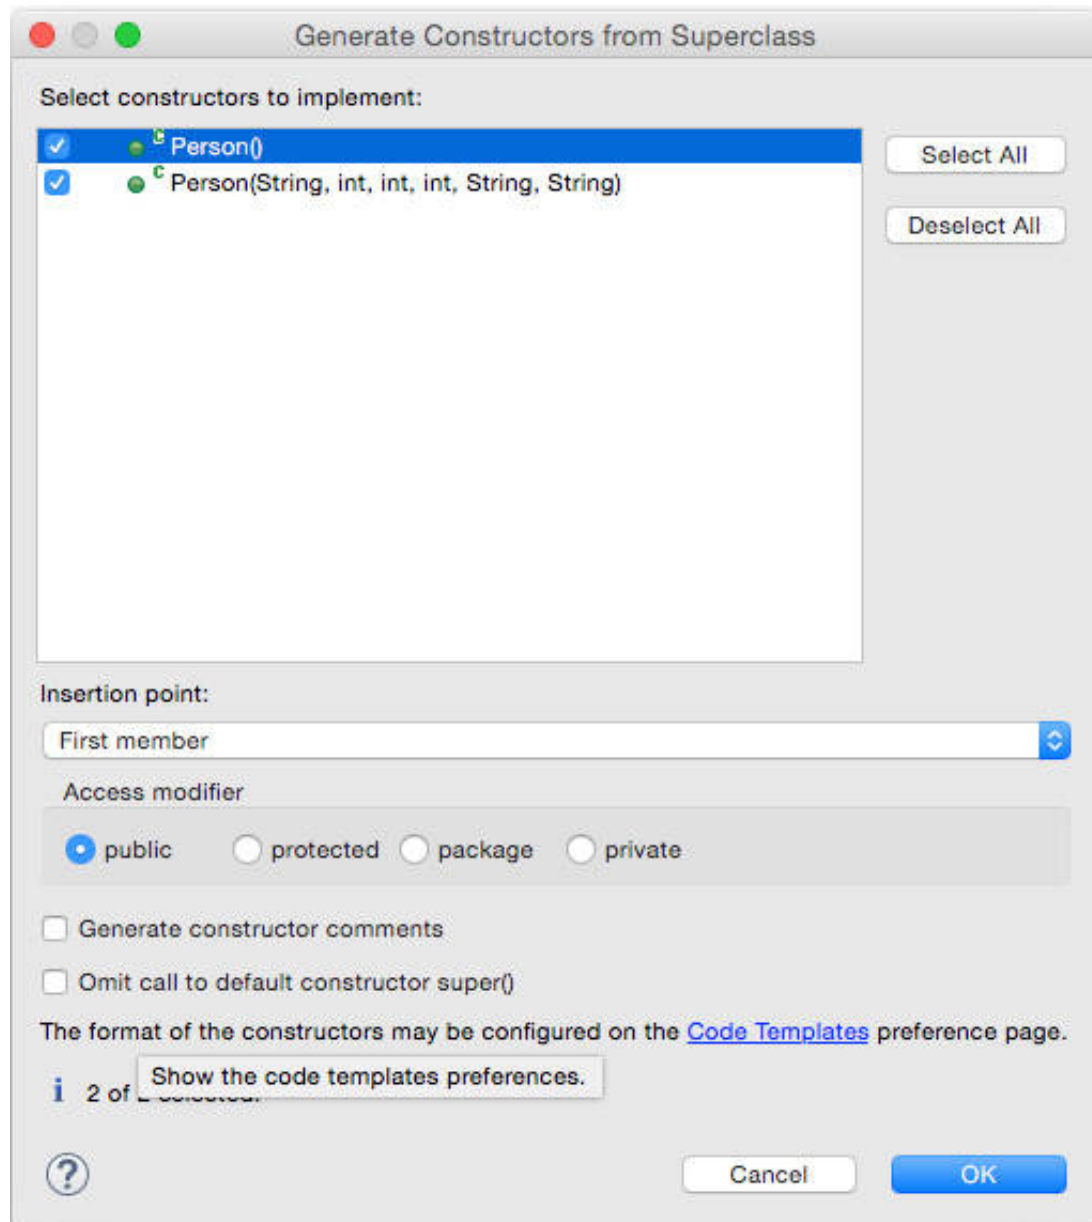 Generate Constructors from Superclass
Select constructors to implement:
C Person()
Select All
C Person(String, int, int, int, String, String)
Deselect All
Insertion point:
First member
Access modifier
public protected package private
Generate constructor comments
Omit call to default constructor super()
The format of the constructors may be configured on the Code Templates preference page.
Show the code templates preferences.
i 2 of
? Cancel OK